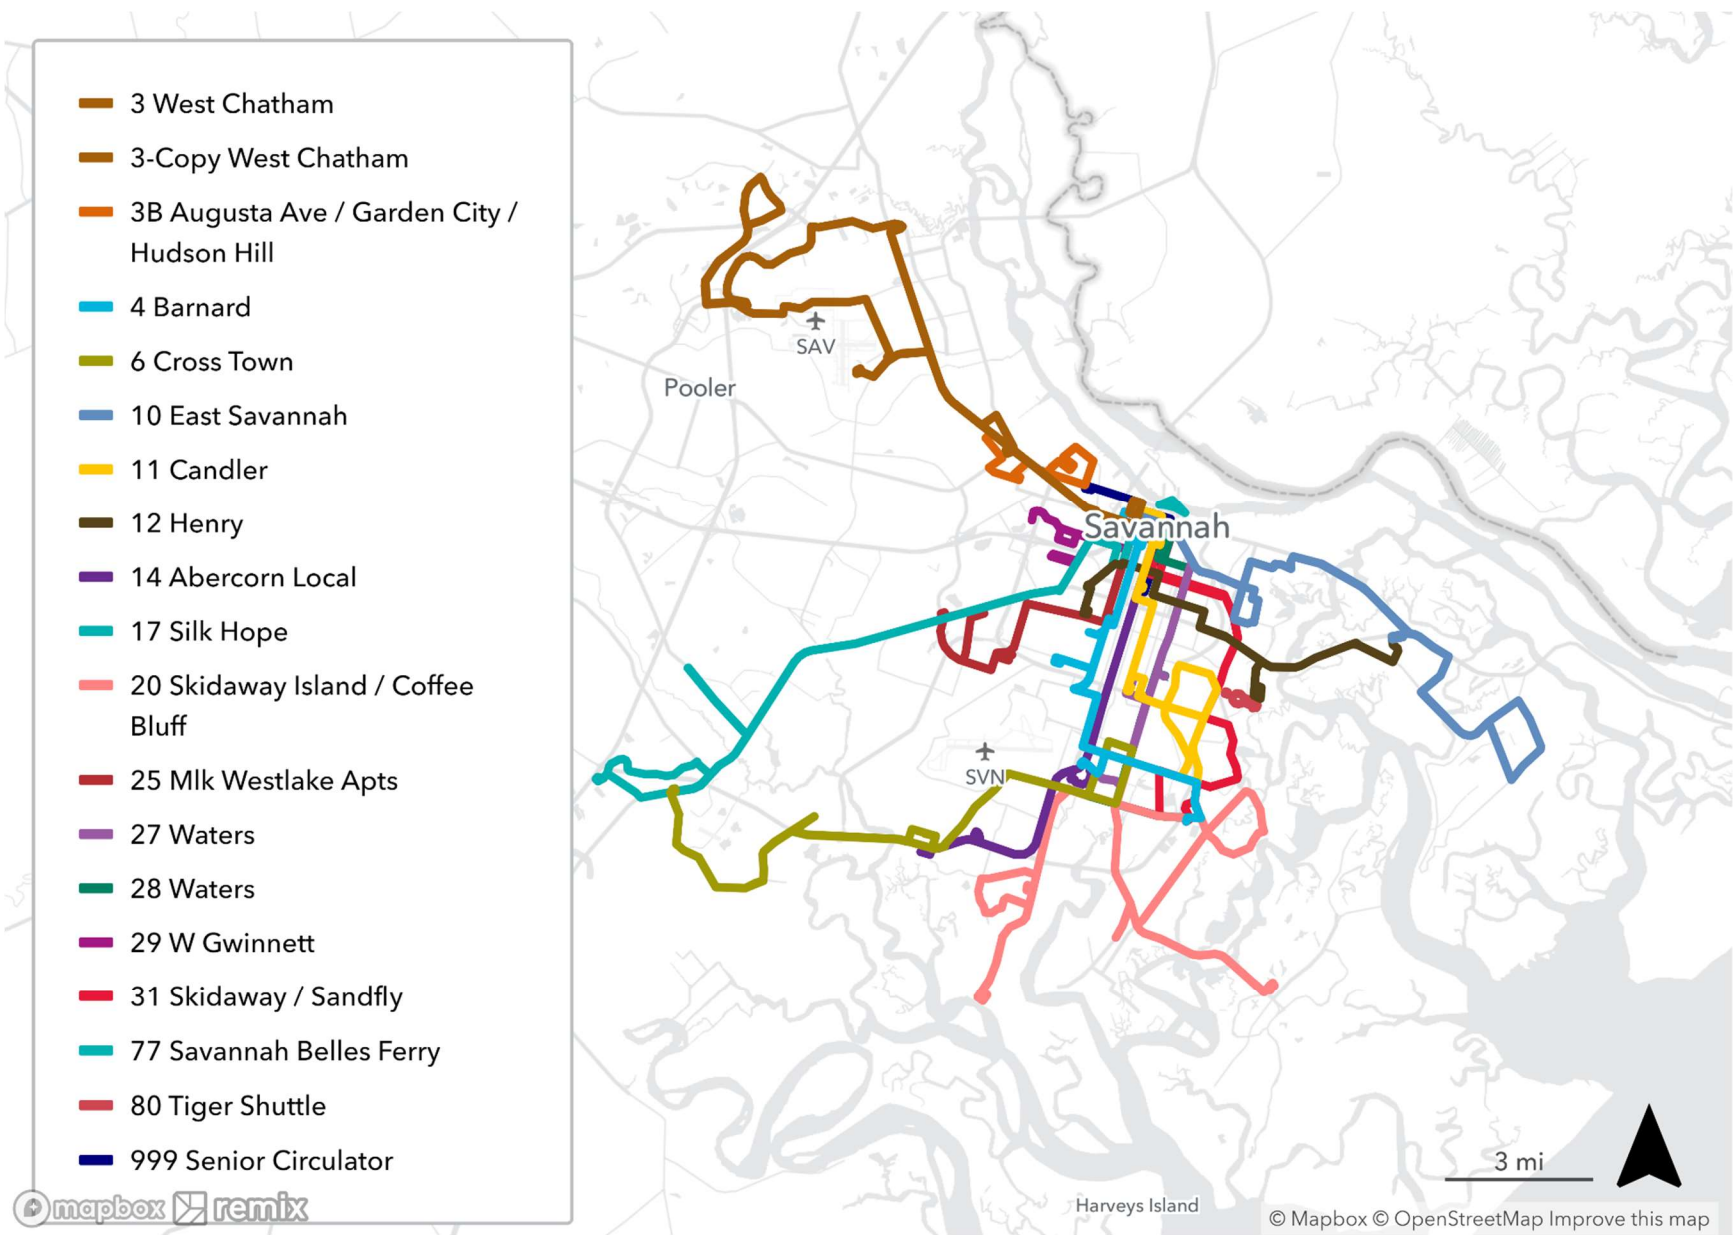 3 West Chatham
3-Copy West Chatham
3B Augusta Ave / Garden City /
Hudson Hill
4 Barnard
6 Cross Town
10 East Savannah
11 Candler
12 Henry
14 Abercorn Local
17 Silk Hope
20 Skidaway Island / Coffee
Bluff
25 Mlk Westlake Apts
27 Waters
28 Waters
29 W Gwinnett
31 Skidaway / Sandfly
77 Savannah Belles Ferry
80 Tiger Shuttle
999 Senior Circulator
mapbox remix
SAV
Pooler
Savannah
SVN
Harveys Island
3 mi
© Mapbox © OpenStreetMap Improve this map